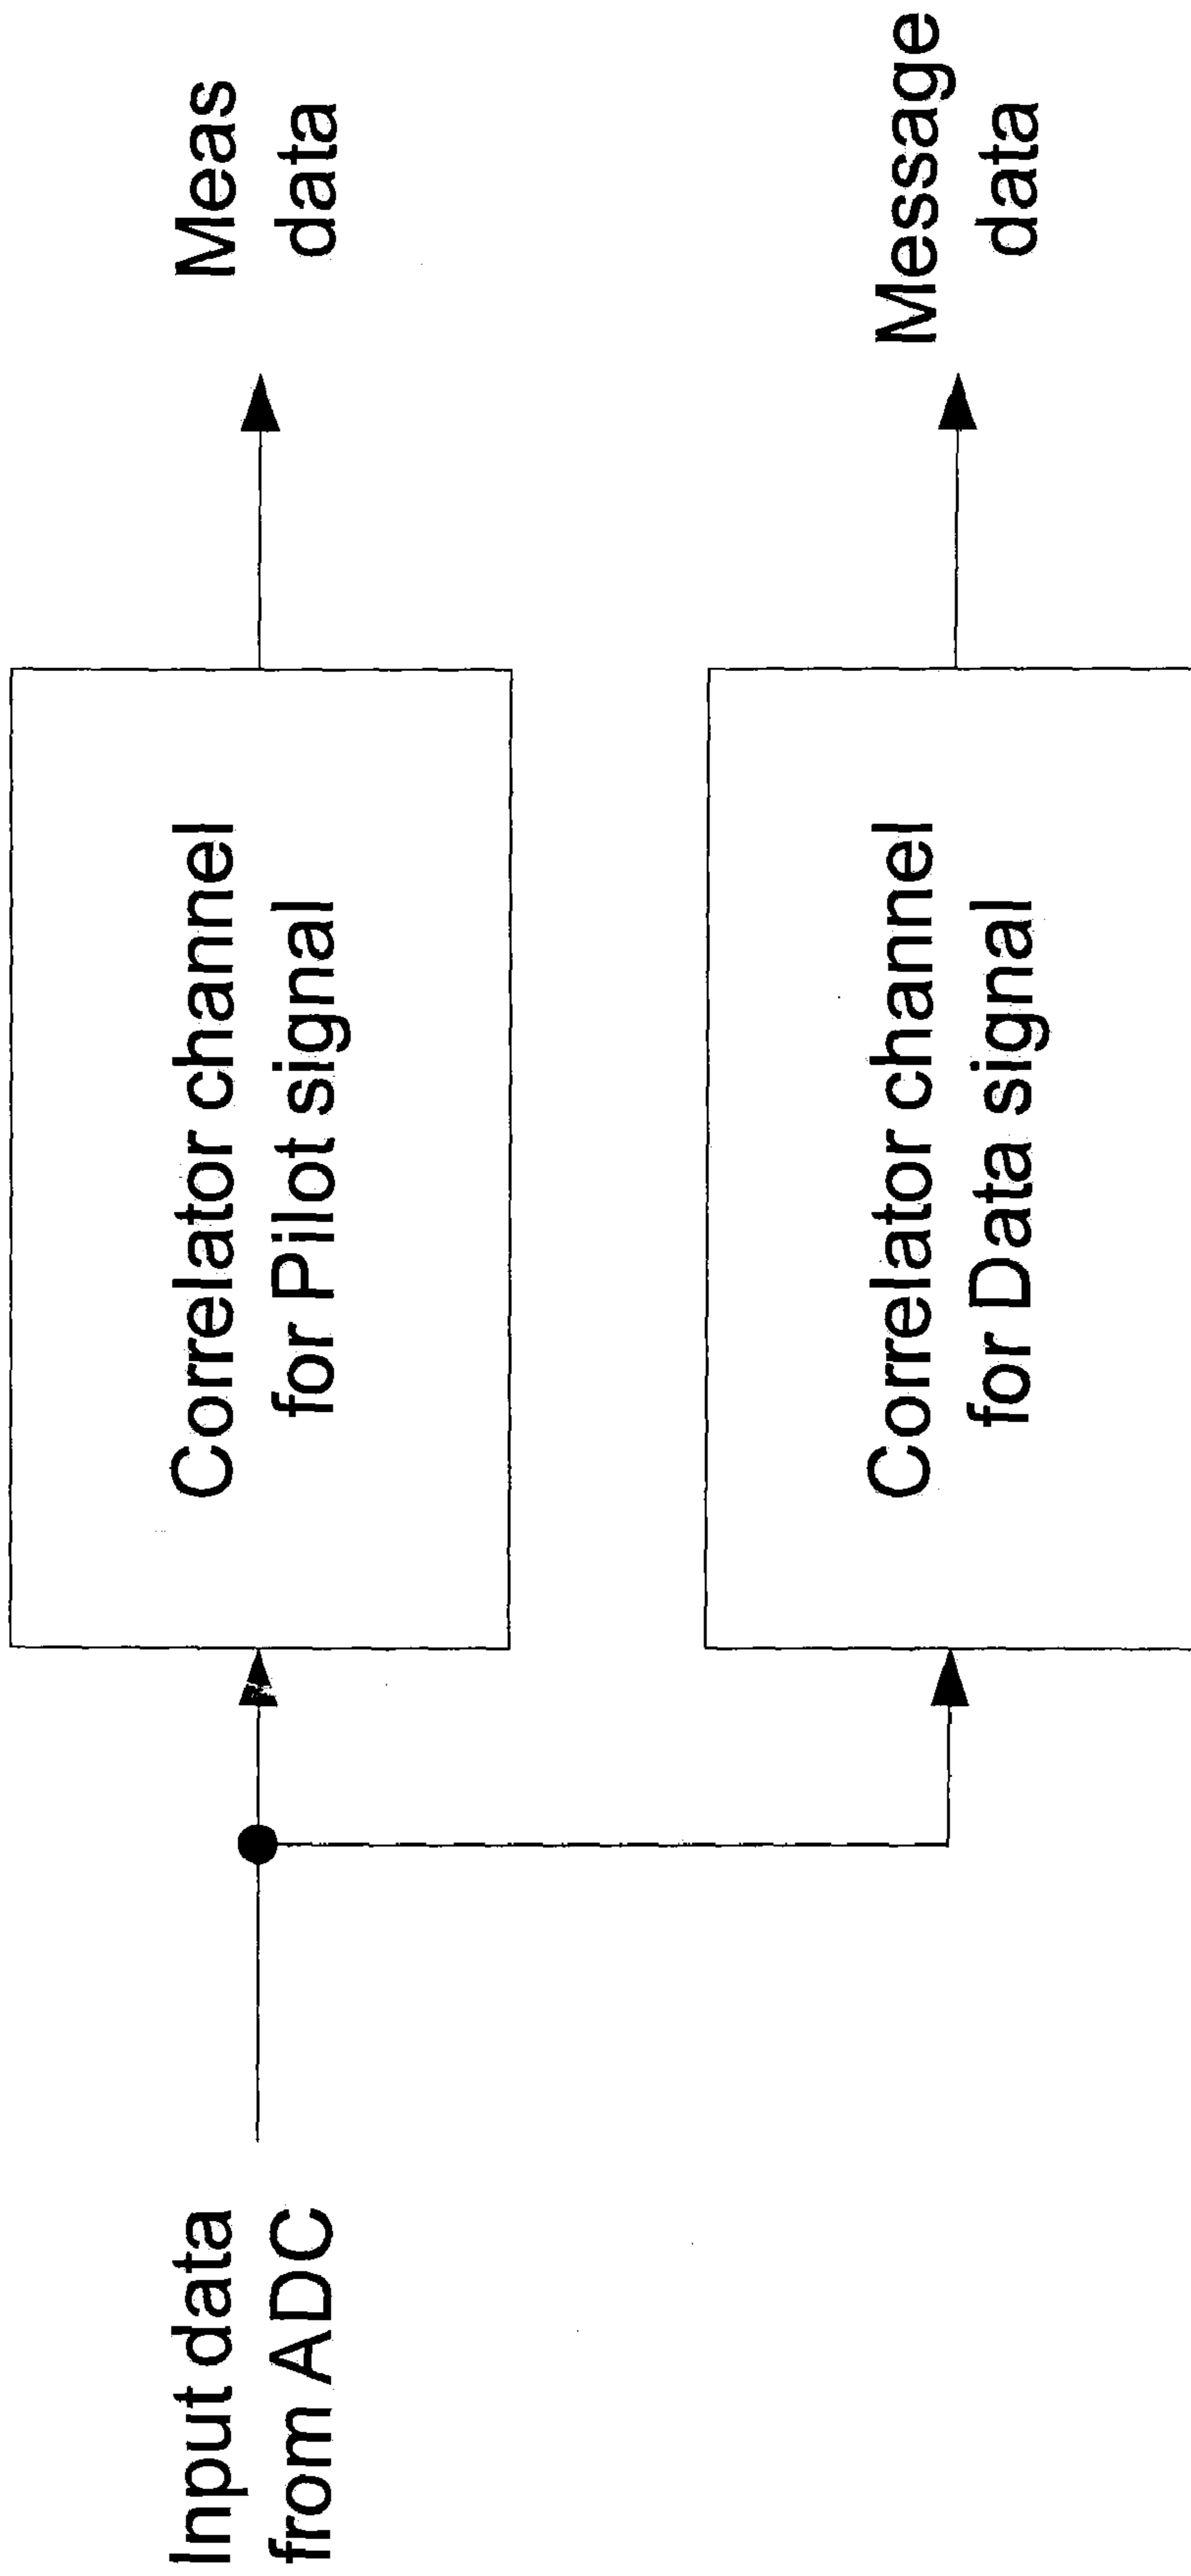 Input data
from ADC
Correlator channel
for Pilot signal
Meas
data
Correlator channel
for Data signal
Message
data